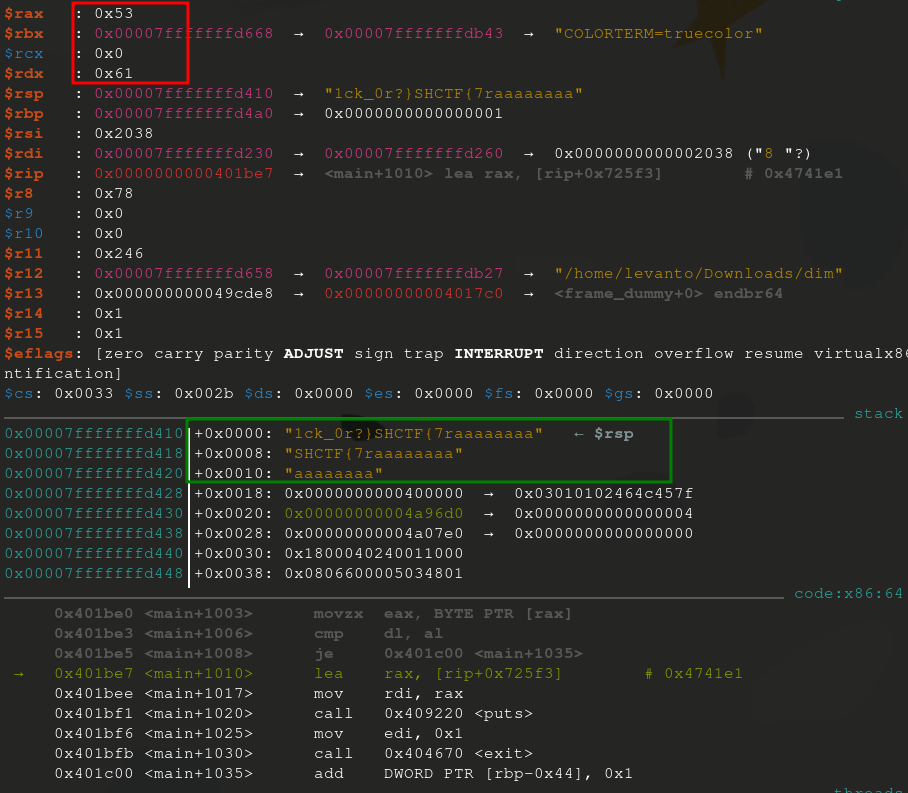 $rax   : 0x53
$rbx   : 0x00007fffffffd668  →  0x00007fffffffdb43  →  "COLORTERM=truecolor"
$rcx   : 0x0
$rdx   : 0x61
$rsp   : 0x00007fffffffd410  →  "1ck_0r?}SHCTF{7raaaaaaaa"
$rbp   : 0x00007fffffffd4a0  →  0x0000000000000001
$rsi   : 0x2038
$rdi   : 0x00007fffffffd230  →  0x00007fffffffd260  →  0x0000000000002038 ("8 "?)
$rip   : 0x0000000000401be7  →  <main+1010> lea rax, [rip+0x725f3]        # 0x4741e1
$r8    : 0x78
$r9    : 0x0
$r10   : 0x0
$r11   : 0x246
$r12   : 0x00007fffffffd658  →  0x00007fffffffdb27  →  "/home/levanto/Downloads/dim"
$r13   : 0x000000000049cde8  →  0x00000000004017c0  →  <frame_dummy+0> endbr64
$r14   : 0x1
$r15   : 0x1
$eflags: [zero carry parity ADJUST sign trap INTERRUPT direction overflow resume virtualx86
ntification]
$cs: 0x0033 $ss: 0x002b $ds: 0x0000 $es: 0x0000 $fs: 0x0000 $gs: 0x0000
stack
0x00007fffffffd410│+0x0000: "1ck_0r?}SHCTF{7raaaaaaaa"   ← $rsp
0x00007fffffffd418│+0x0008: "SHCTF{7raaaaaaaa"
0x00007fffffffd420│+0x0010: "aaaaaaaa"
0x00007fffffffd428│+0x0018: 0x0000000000400000  →  0x03010102464c457f
0x00007fffffffd430│+0x0020: 0x00000000004a96d0  →  0x0000000000000004
0x00007fffffffd438│+0x0028: 0x00000000004a07e0  →  0x0000000000000000
0x00007fffffffd440│+0x0030: 0x1800040240011000
0x00007fffffffd448│+0x0038: 0x0806600005034801
code:x86:64
0x401be0 <main+1003>      movzx  eax, BYTE PTR [rax]
0x401be3 <main+1006>      cmp    dl, al
0x401be5 <main+1008>      je     0x401c00 <main+1035>
→  0x401be7 <main+1010>      lea    rax, [rip+0x725f3]        # 0x4741e1
0x401bee <main+1017>      mov    rdi, rax
0x401bf1 <main+1020>      call   0x409220 <puts>
0x401bf6 <main+1025>      mov    edi, 0x1
0x401bfb <main+1030>      call   0x404670 <exit>
0x401c00 <main+1035>      add    DWORD PTR [rbp-0x44], 0x1
threads